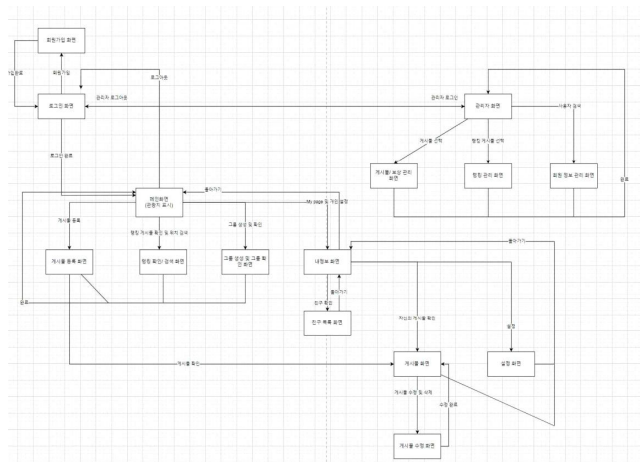 회원가입 화면
회원가입
로그아웃
로그인 화면
관리자 로그아웃
관리자 로그인
관리자 화면
사용자 검색
게시물 선택
랭킹 게시물 선택
로그인 완료
게시물/ 보상 관리
화면
랭킹 관리 화면
회원 정보 관리 화면
완료
메인화면
(관광지 표시)
돌아가기
My page 및 개인 설정
게시물 등록
랭킹 게시물 확인 및 위치 검색
그룹 생성 및 확인
돌아가기
게시물 등록 화면
랭킹 확인/ 검색 화면
그룹 생성 및 그룹 확
인 화면
내정보 화면
돌아가기
완료
친구 확인
친구 목록 화면
자신의 게시물 확인
설정
게시물 확인
게시물 화면
설정 화면
게시물 수정 및 삭제
수정 완료
게시물 수정 화면